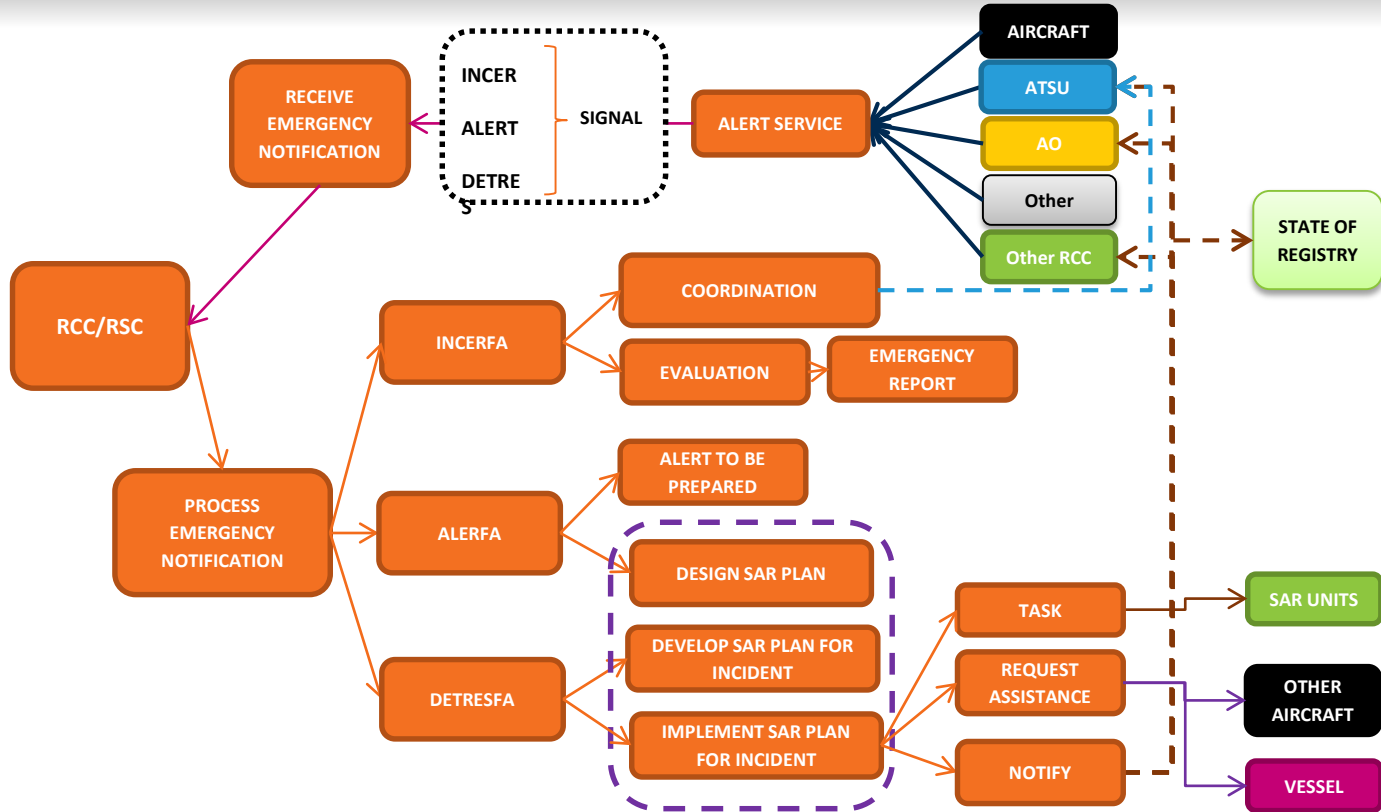 AIRCRAFT
INCER
ALERT
DETRE
S
SIGNAL
RECEIVE
EMERGENCY
NOTIFICATION
ALERT SERVICE
ATSU
AO
Other
Other RCC
STATE OF
REGISTRY
RCC/RSC
COORDINATION
INCERFA
EVALUATION
EMERGENCY
REPORT
PROCESS
EMERGENCY
NOTIFICATION
ALERFA
ALERT TO BE
PREPARED
DESIGN SAR PLAN
DETRESFA
DEVELOP SAR PLAN FOR
INCIDENT
IMPLEMENT SAR PLAN
FOR INCIDENT
TASK
REQUEST
ASSISTANCE
NOTIFY
SAR UNITS
OTHER
AIRCRAFT
VESSEL